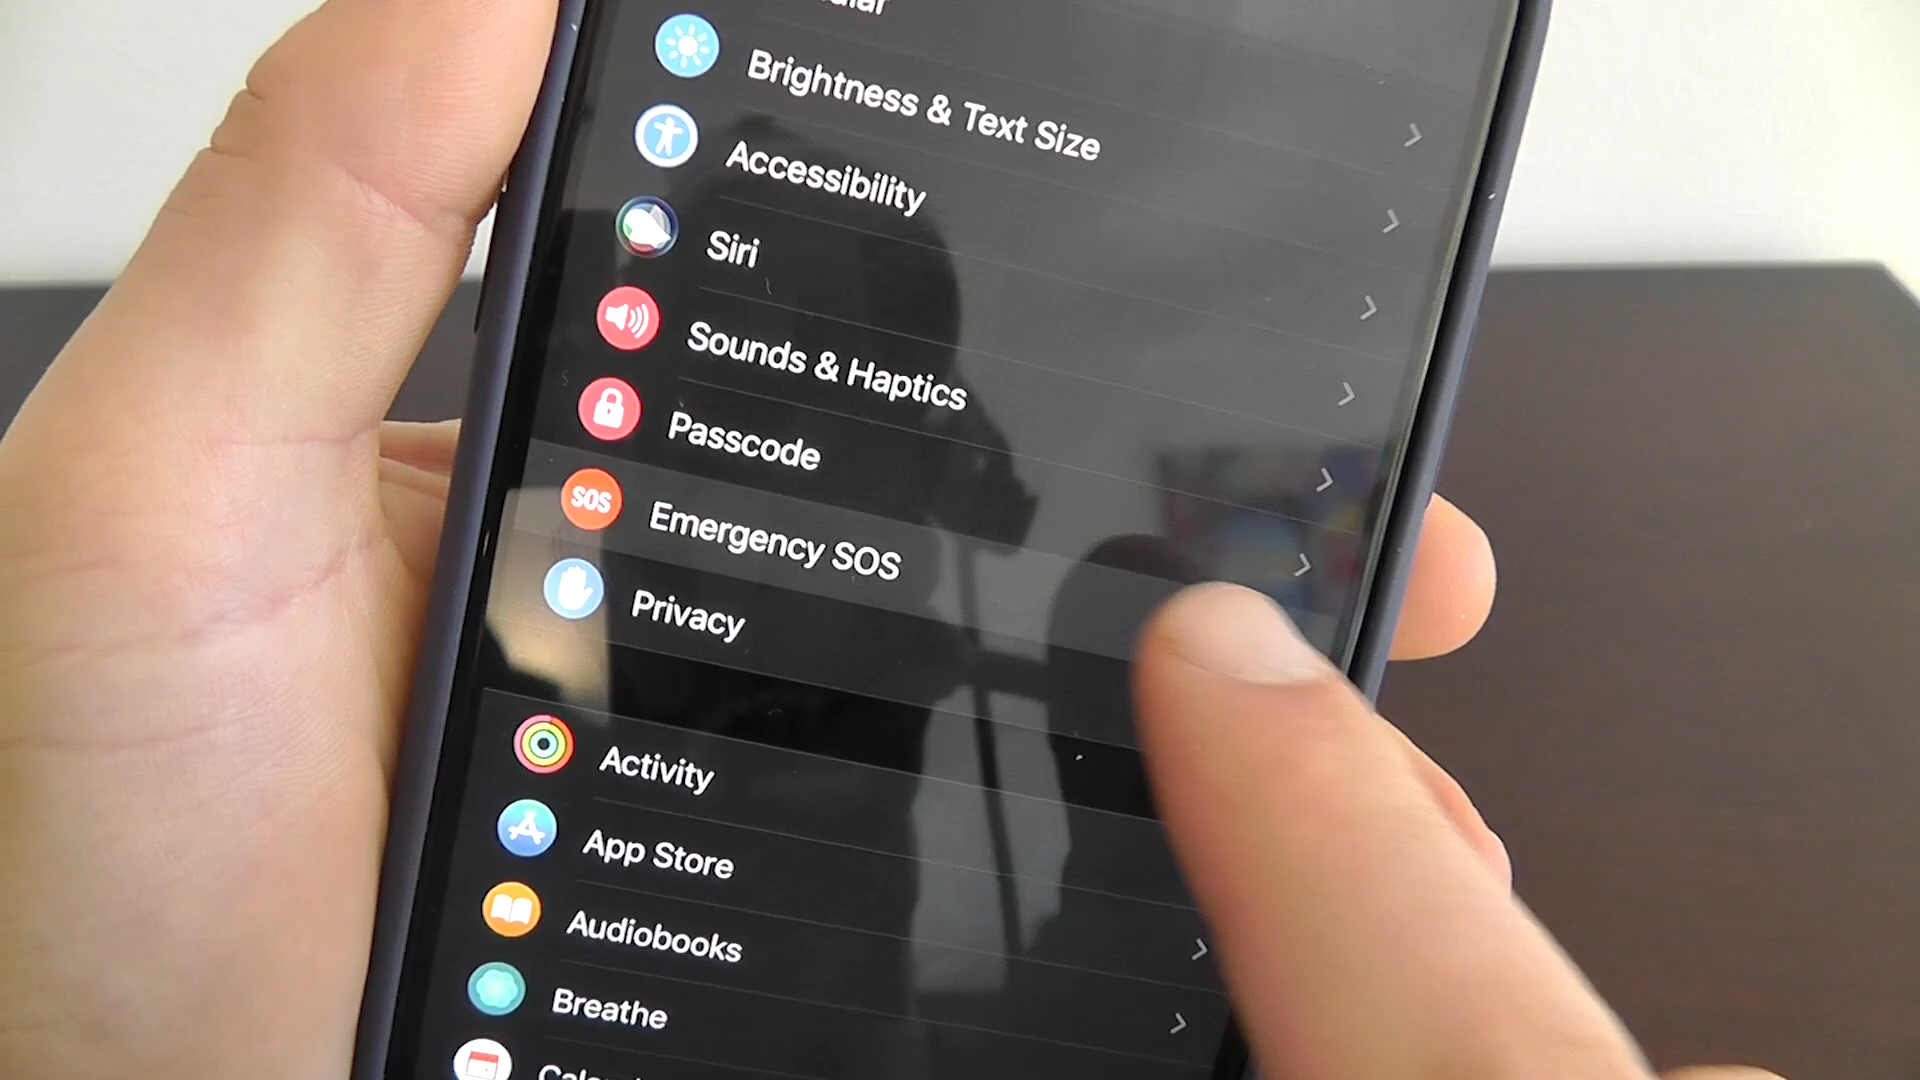 Brightness & Text Size
Accessibility
Siri
Sounds & Haptics
Passcode
SOS
Emergency SOS
Privacy
Activity
App Store
Audiobooks
Breathe